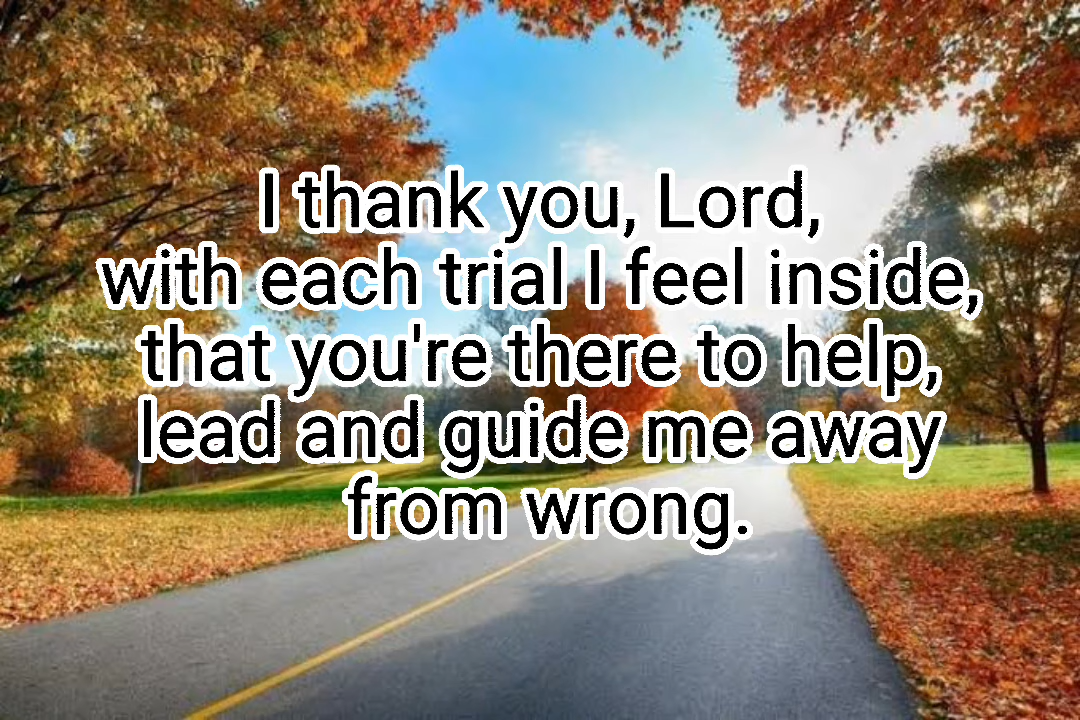 I thank you, Lord,
with each trial I feel inside,
that you're there to help,
lead and guide me away
from wrong.